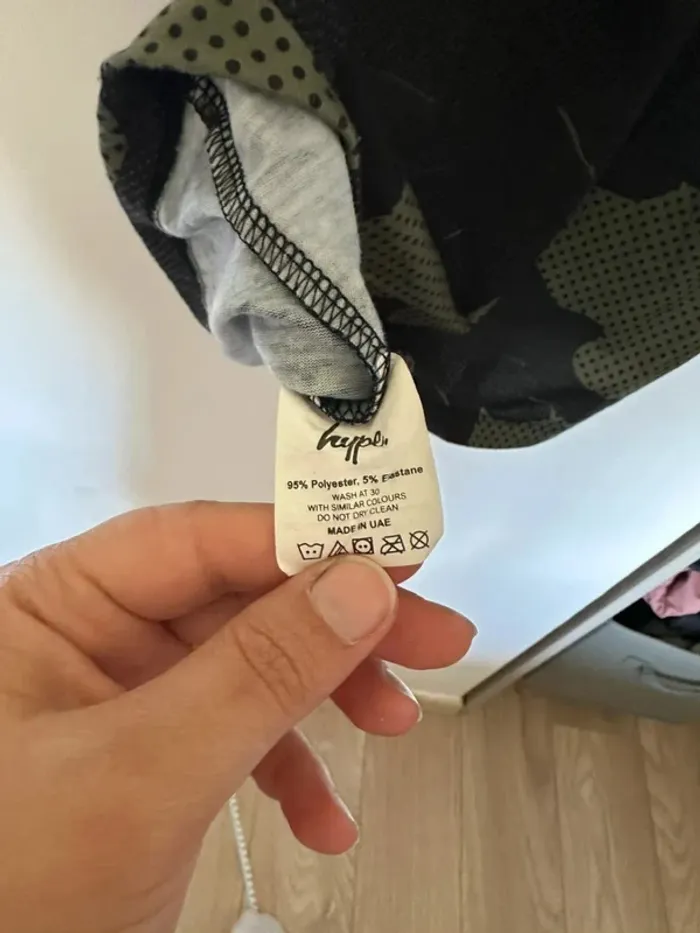 hype.
95% Polyester, 5% Elastane
WASH AT 30
WITH SIMILAR COLOURS
DO NOT DRY CLEAN
MADE IN UAE